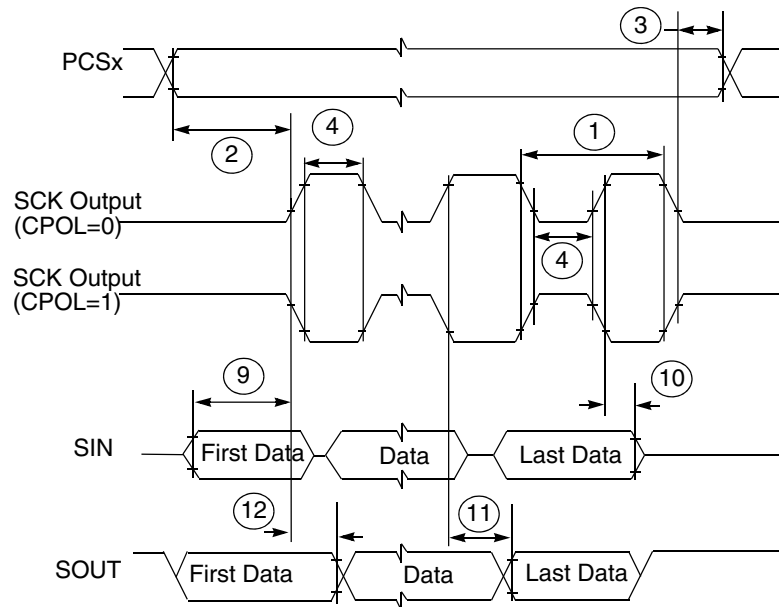 3
PCSx
2
4
1
SCK Output
(CPOL=0)
4
SCK Output
(CPOL=1)
9
10
SIN
First Data
Data
Last Data
12
11
SOUT
First Data
Data
Last Data